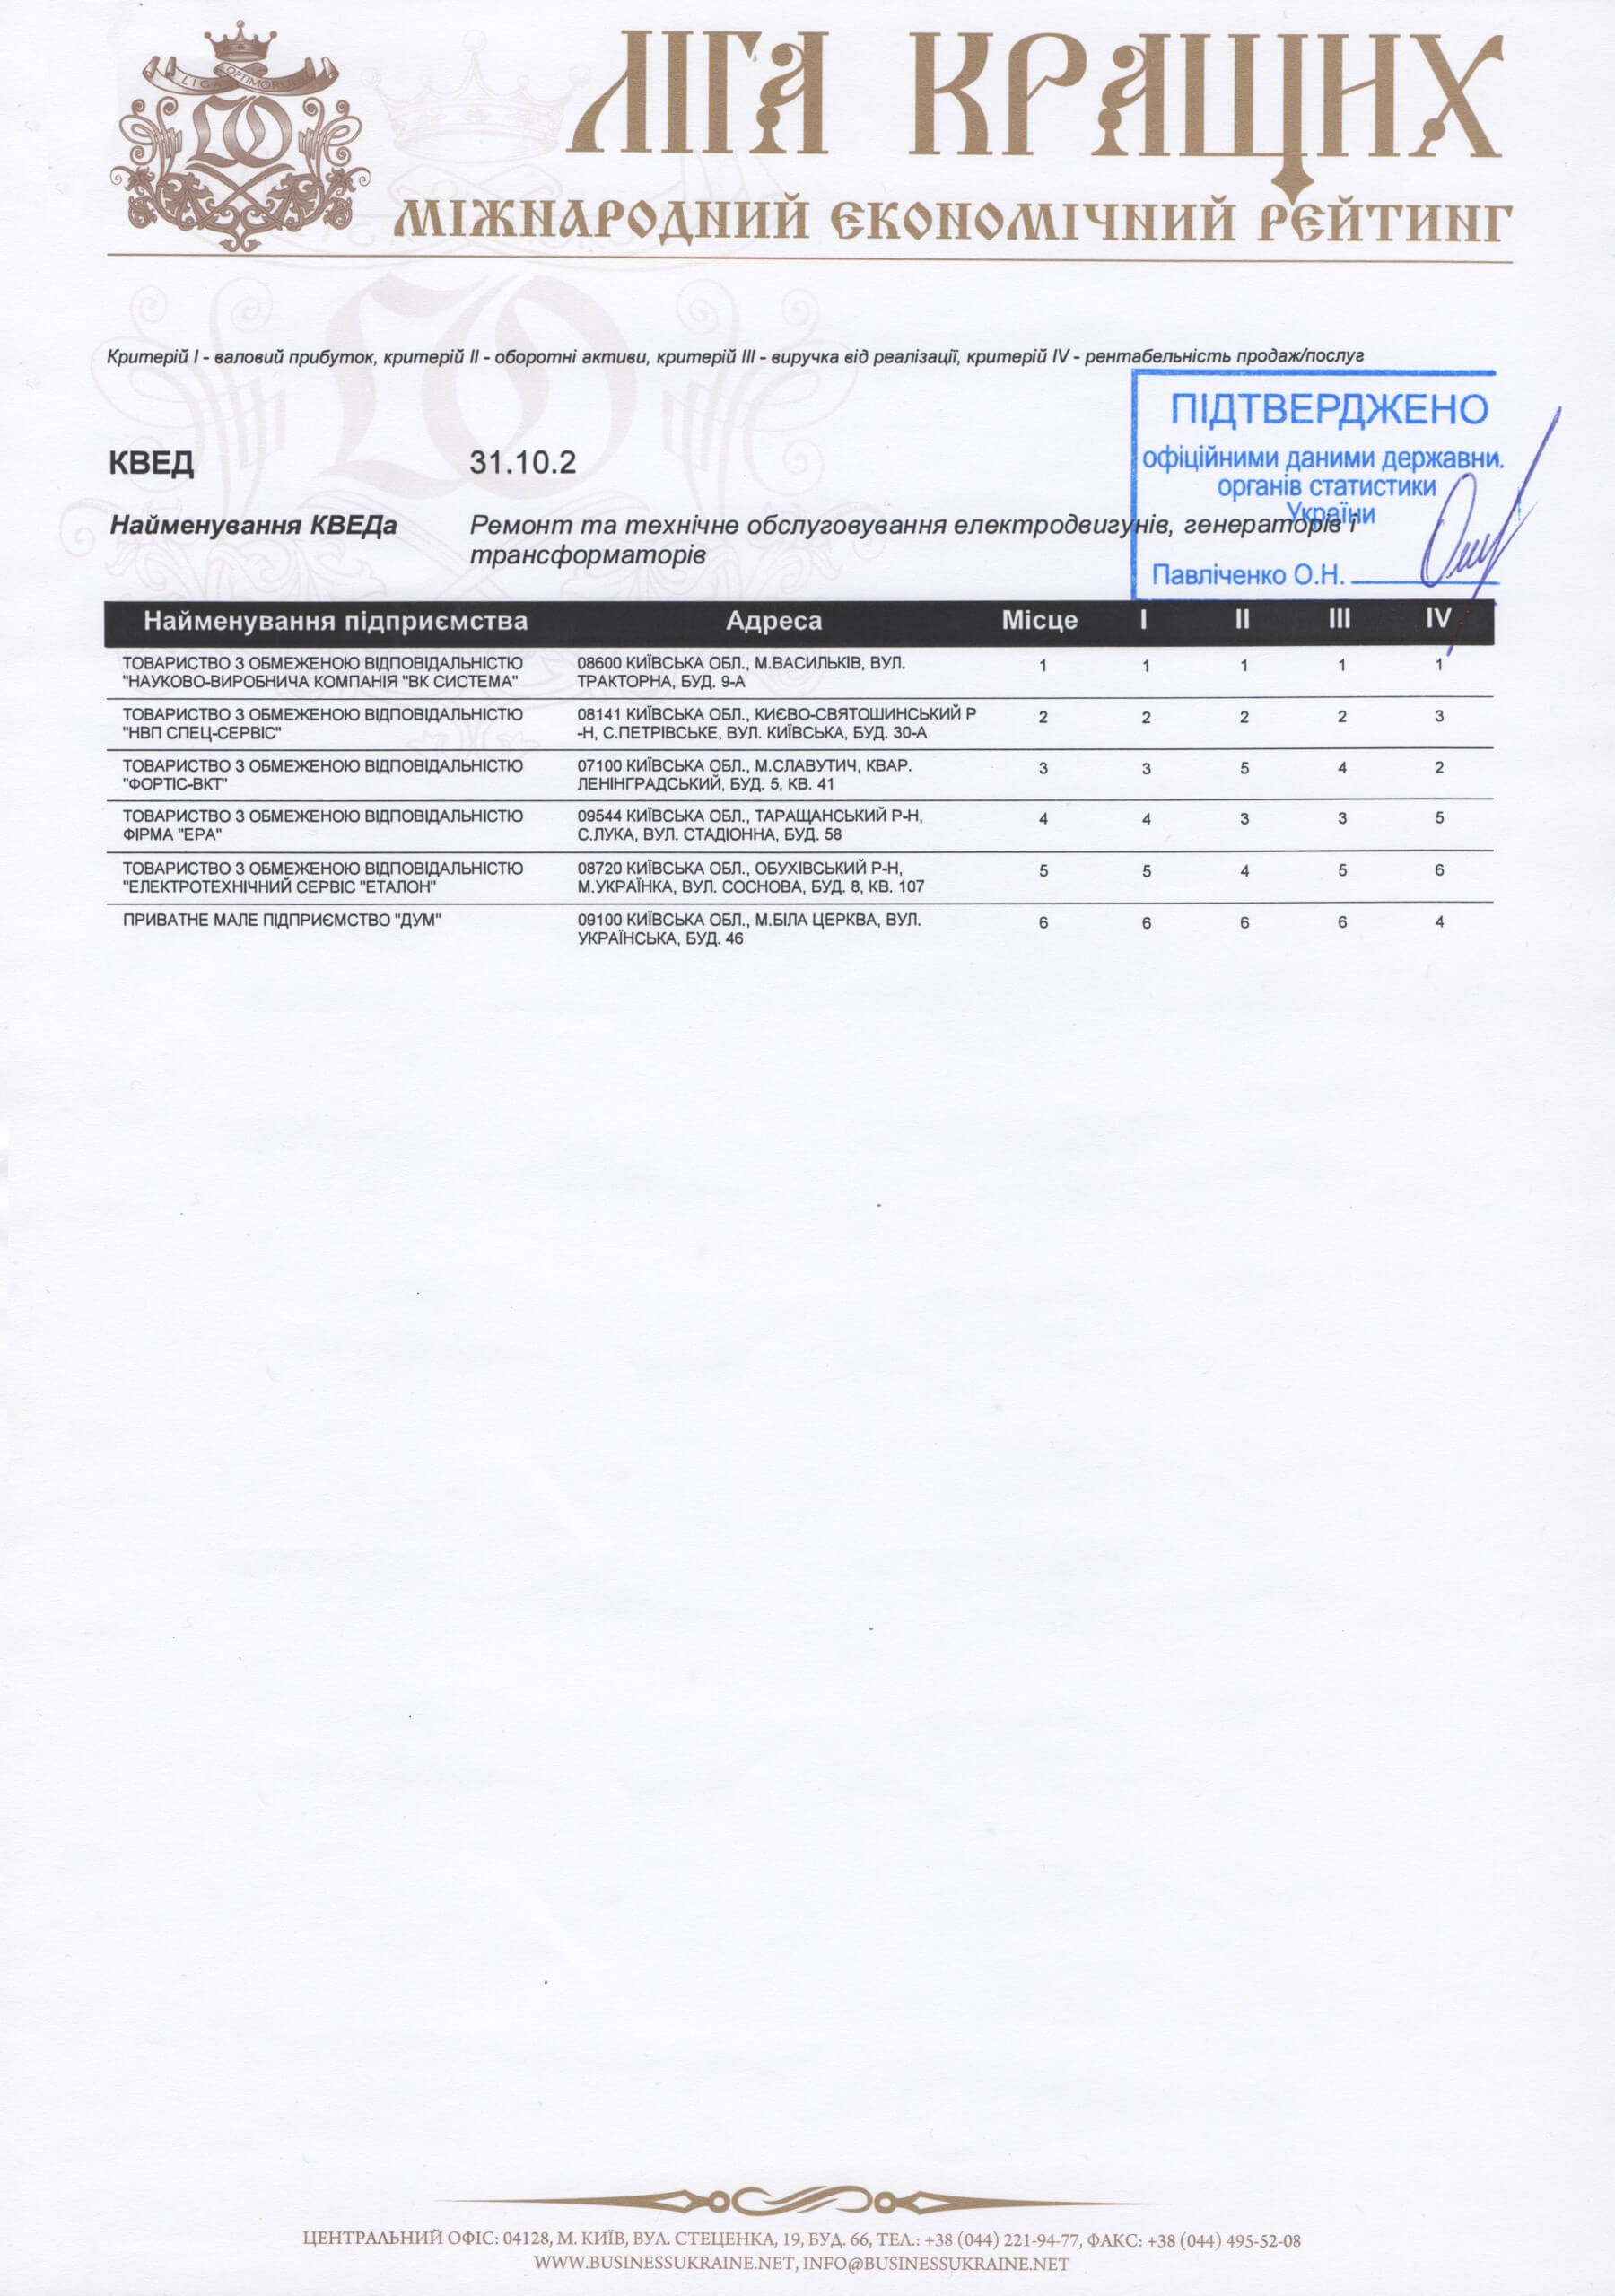 LIGA OPTIMORUM
ЛІГА КРАЩИХ
МІЖНАРОДНИЙ ЕКОНОМІЧНИЙ РЕЙТИНГ
Критерій I - валовий прибуток, критерій II - оборотні активи, критерій III - виручка від реалізації, критерій IV - рентабельність продаж/послуг
ПІДТВЕРДЖЕНО
офіційними даними державни.
органів статистики
України
Павліченко О.Н.
КВЕД 31.10.2
Найменування КВЕДа Ремонт та технічне обслуговування електродвигунів, генераторів і
трансформаторів
Найменування підприємства Адреса Місце I II III IV
ТОВАРИСТВО З ОБМЕЖЕНОЮ ВІДПОВІДАЛЬНІСТЮ 08600 КИЇВСЬКА ОБЛ., М.ВАСИЛЬКІВ, ВУЛ. 1 1 1 1 1
"НАУКОВО-ВИРОБНИЧА КОМПАНІЯ "ВК СИСТЕМА" ТРАКТОРНА, БУД. 9-А
ТОВАРИСТВО З ОБМЕЖЕНОЮ ВІДПОВІДАЛЬНІСТЮ 08141 КИЇВСЬКА ОБЛ., КИЄВО-СВЯТОШИНСЬКИЙ Р 2 2 2 2 3
"НВП СПЕЦ-СЕРВІС" -Н, С.ПЕТРІВСЬКЕ, ВУЛ. КИЇВСЬКА, БУД. 30-А
ТОВАРИСТВО З ОБМЕЖЕНОЮ ВІДПОВІДАЛЬНІСТЮ 07100 КИЇВСЬКА ОБЛ., М.СЛАВУТИЧ, КВАР. 3 3 5 4 2
"ФОРТІС-ВКТ" ЛЕНІНГРАДСЬКИЙ, БУД. 5, КВ. 41
ТОВАРИСТВО З ОБМЕЖЕНОЮ ВІДПОВІДАЛЬНІСТЮ 09544 КИЇВСЬКА ОБЛ., ТАРАЩАНСЬКИЙ Р-Н, 4 4 3 3 5
ФІРМА "ЕРА" С.ЛУКА, ВУЛ. СТАДІОННА, БУД. 58
ТОВАРИСТВО З ОБМЕЖЕНОЮ ВІДПОВІДАЛЬНІСТЮ 08720 КИЇВСЬКА ОБЛ., ОБУХІВСЬКИЙ Р-Н, 5 5 4 5 6
"ЕЛЕКТРОТЕХНІЧНИЙ СЕРВІС "ЕТАЛОН" М.УКРАЇНКА, ВУЛ. СОСНОВА, БУД. 8, КВ. 107
ПРИВАТНЕ МАЛЕ ПІДПРИЄМСТВО "ДУМ" 09100 КИЇВСЬКА ОБЛ., М.БІЛА ЦЕРКВА, ВУЛ. 6 6 6 6 4
УКРАЇНСЬКА, БУД. 46
ЦЕНТРАЛЬНИЙ ОФІС: 04128, М. КИЇВ, ВУЛ. СТЕЦЕНКА, 19, БУД. 66, ТЕЛ.: +38 (044) 221-94-77, ФАКС: +38 (044) 495-52-08
WWW.BUSINESSUKRAINE.NET, INFO@BUSINESSUKRAINE.NET